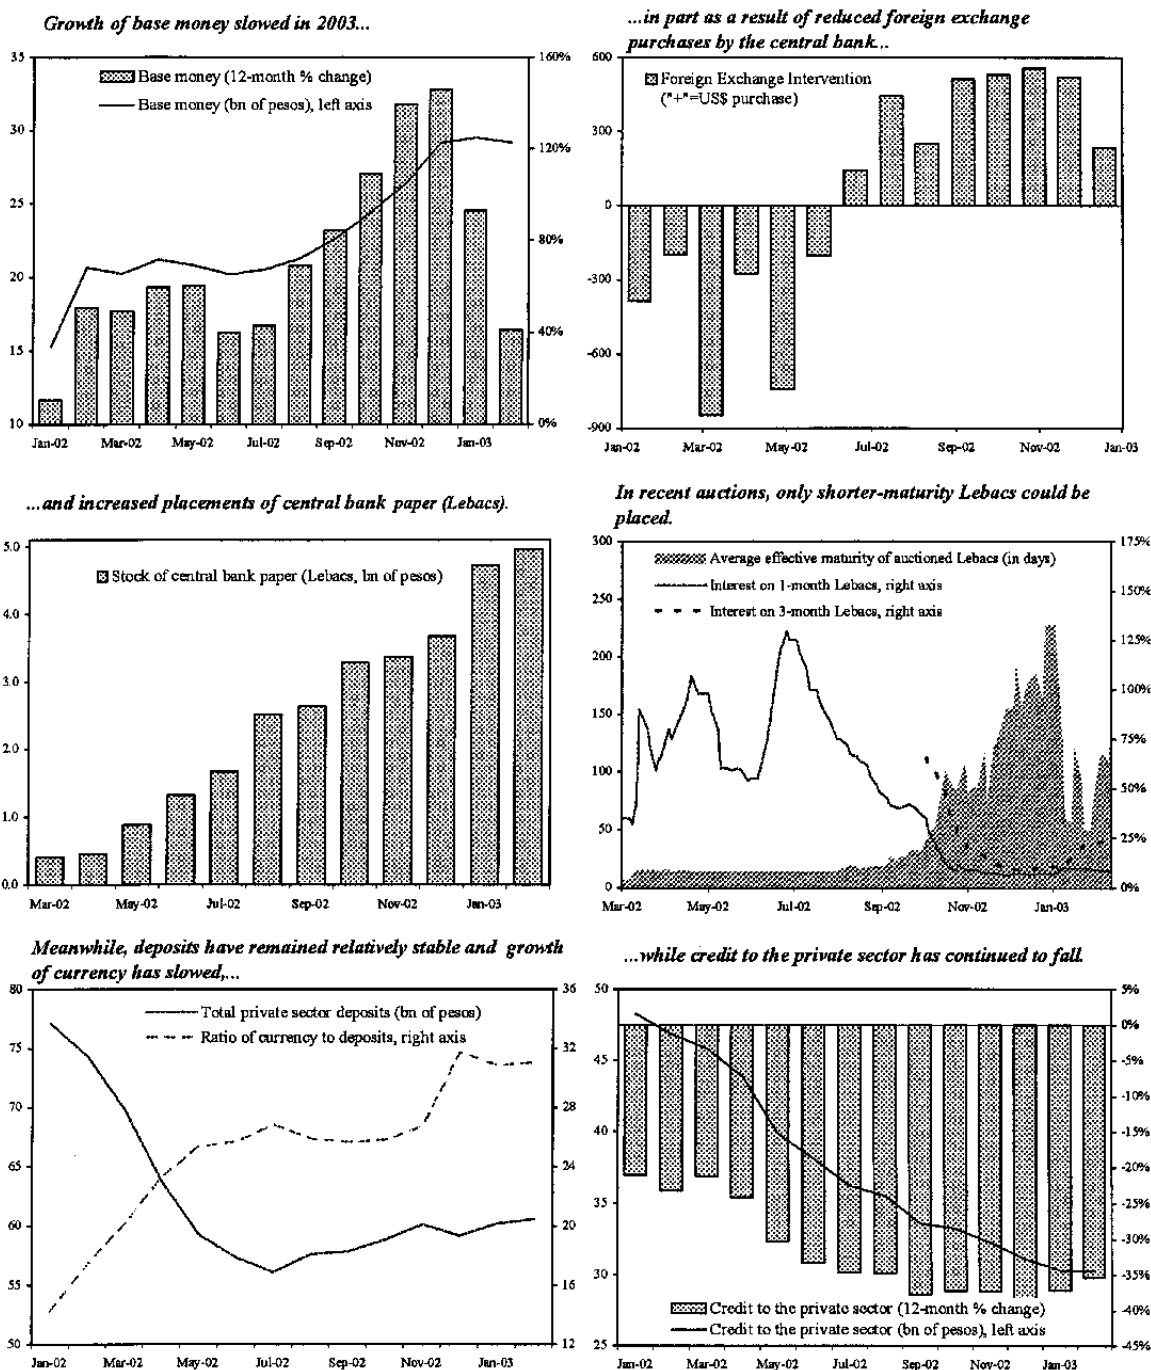 Growth of base money slowed in 2003...
35
30
25
20
15
10
160%
120%
80%
40%
0%
Base money (12-month % change)
Base money (bn of pesos), left axis
Jan-02 Mar-02 May-02 Jul-02 Sep-02 Nov-02 Jan-03
...in part as a result of reduced foreign exchange
purchases by the central bank...
600
300
0
-300
-600
-900
Foreign Exchange Intervention
("+"=US$ purchase)
Jan-02 Mar-02 May-02 Jul-02 Sep-02 Nov-02 Jan-03
...and increased placements of central bank paper (Lebacs).
5.0
4.0
3.0
2.0
1.0
0.0
Stock of central bank paper (Lebacs, bn of pesos)
Mar-02 May-02 Jul-02 Sep-02 Nov-02 Jan-03
In recent auctions, only shorter-maturity Lebacs could be
placed.
300
250
200
150
100
50
0
175%
150%
125%
100%
75%
50%
25%
0%
Average effective maturity of auctioned Lebacs (in days)
Interest on 1-month Lebacs, right axis
Interest on 3-month Lebacs, right axis
Mar-02 May-02 Jul-02 Sep-02 Nov-02 Jan-03
Meanwhile, deposits have remained relatively stable and growth
of currency has slowed,...
80
75
70
65
60
55
50
36
32
28
24
20
16
12
Total private sector deposits (bn of pesos)
Ratio of currency to deposits, right axis
Jan-02 Mar-02 May-02 Jul-02 Sep-02 Nov-02 Jan-03
...while credit to the private sector has continued to fall.
50
45
40
35
30
25
5%
0%
-5%
-10%
-15%
-20%
-25%
-30%
-35%
-40%
-45%
Credit to the private sector (12-month % change)
Credit to the private sector (bn of pesos), left axis
Jan-02 Mar-02 May-02 Jul-02 Sep-02 Nov-02 Jan-03